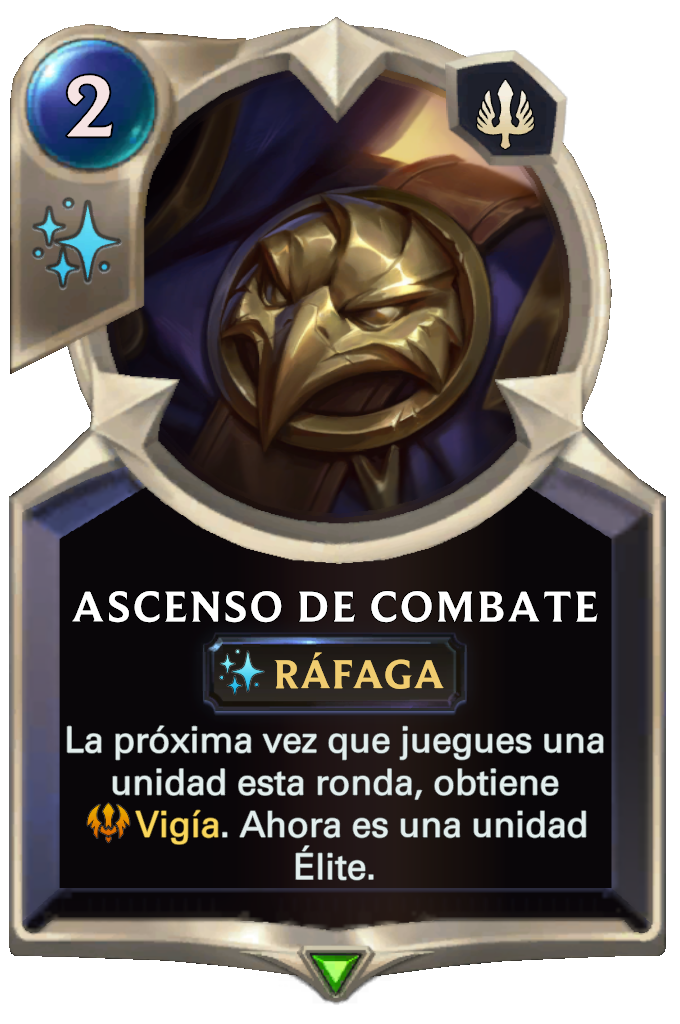 2
ASCENSO DE COMBATE
RÁFAGA
La próxima vez que juegues una
unidad esta ronda, obtiene
Vigía. Ahora es una unidad
Élite.